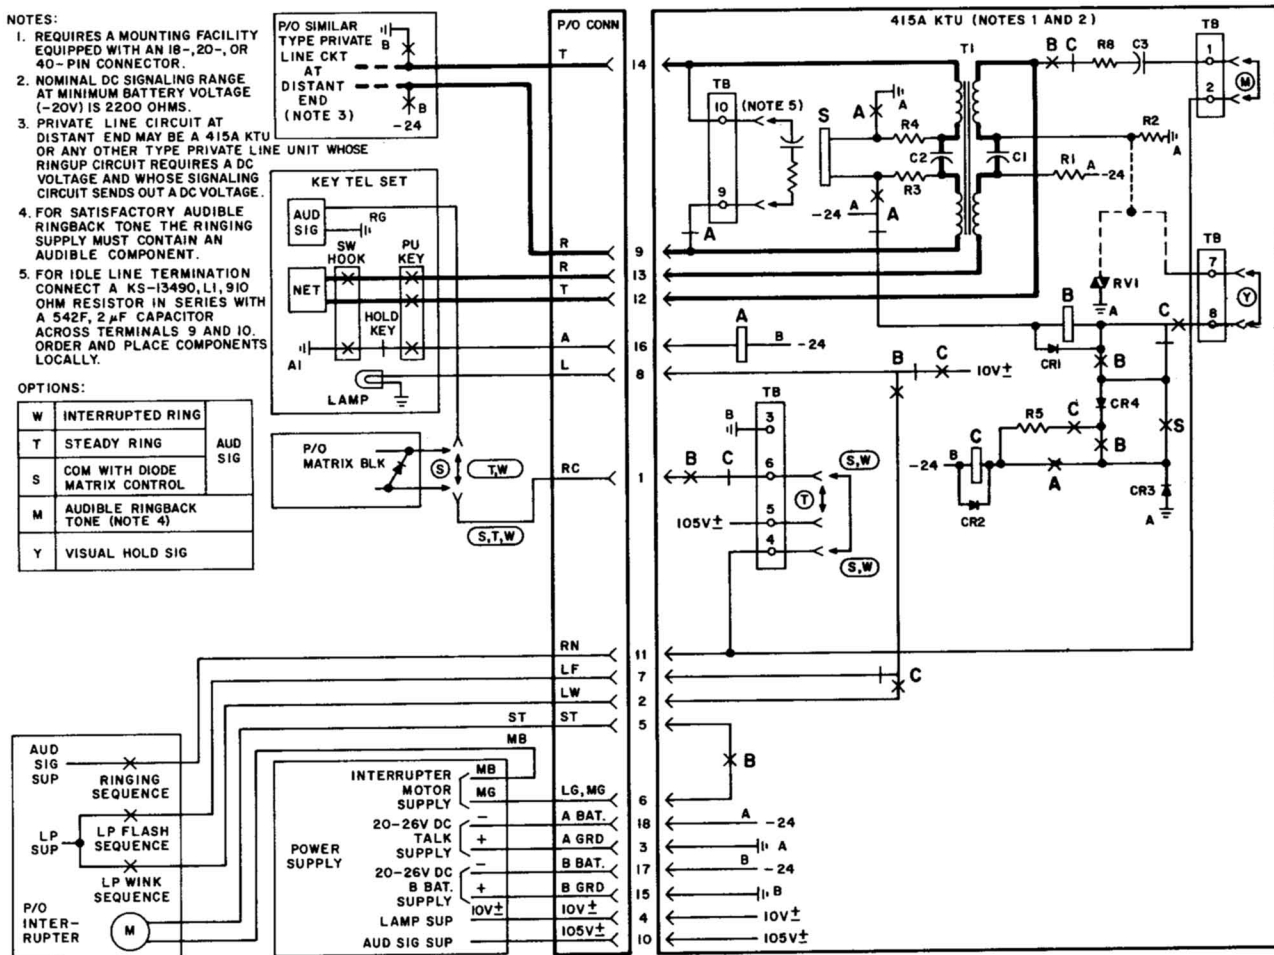 NOTES:
1. REQUIRES A MOUNTING FACILITY
EQUIPPED WITH AN 18-, 20-, OR
40-PIN CONNECTOR.
2. NOMINAL DC SIGNALING RANGE
AT MINIMUM BATTERY VOLTAGE
(-20V) IS 2200 OHMS.
3. PRIVATE LINE CIRCUIT AT
DISTANT END MAY BE A 415A KTU
OR ANY OTHER TYPE PRIVATE LINE UNIT WHOSE
RINGUP CIRCUIT REQUIRES A DC
VOLTAGE AND WHOSE SIGNALING
CIRCUIT SENDS OUT A DC VOLTAGE.
4. FOR SATISFACTORY AUDIBLE
RINGBACK TONE THE RINGING
SUPPLY MUST CONTAIN AN
AUDIBLE COMPONENT.
5. FOR IDLE LINE TERMINATION
CONNECT A KS-13490, L1, 910
OHM RESISTOR IN SERIES WITH
A 542F, 2 µF CAPACITOR
ACROSS TERMINALS 9 AND 10.
ORDER AND PLACE COMPONENTS
LOCALLY.
OPTIONS:
W INTERRUPTED RING
T STEADY RING
S COM WITH DIODE
MATRIX CONTROL
AUD
SIG
M AUDIBLE RINGBACK
TONE (NOTE 4)
Y VISUAL HOLD SIG
P/O SIMILAR
TYPE PRIVATE
LINE CKT
AT
DISTANT
END
(NOTE 3)
B
B
-24
KEY TEL SET
AUD
SIG
RG
SW
HOOK
PU
KEY
NET
HOLD
KEY
A1
LAMP
P/O
MATRIX BLK
S
T,W
S,T,W
P/O CONN
T 14
R 9
R 13
T 12
A 16
L 8
RC 1
RN 11
LF 7
LW 2
ST ST 5
MB
LG, MG 6
A BAT. 18
A GRD 3
B BAT. 17
B GRD 15
10V± 4
105V± 10
415A KTU (NOTES 1 AND 2)
TB
10
9
(NOTE 5)
A
S
A
A
R4
C2
R3
A
-24
A
T1
C1
B C R8 C3
TB
1
2
M
R2
A
R1 A
-24
RV1
A
TB
7
8
Y
B
C
CR1
B
A
B -24
B C
10V±
CR4
R5 C
S
B
-24
B
C
A
CR2
CR3
A
TB
3
6
5
4
B
B C
S,W
T
105V±
S,W
C
B
A -24
A
B -24
B
10V±
105V±
AUD
SIG
SUP
RINGING
SEQUENCE
LP
SUP
LP FLASH
SEQUENCE
LP WINK
SEQUENCE
P/O
INTER-
RUPTER
M
POWER
SUPPLY
INTERRUPTER
MOTOR
SUPPLY
MB
MG
20-26V DC
TALK
SUPPLY
-
+
20-26V DC
B BAT.
SUPPLY
-
+
LAMP SUP
10V±
AUD SIG SUP